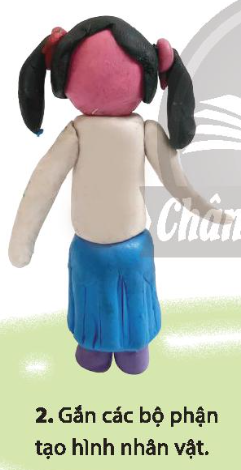 Chân
2. Gắn các bộ phận
tạo hình nhân vật.